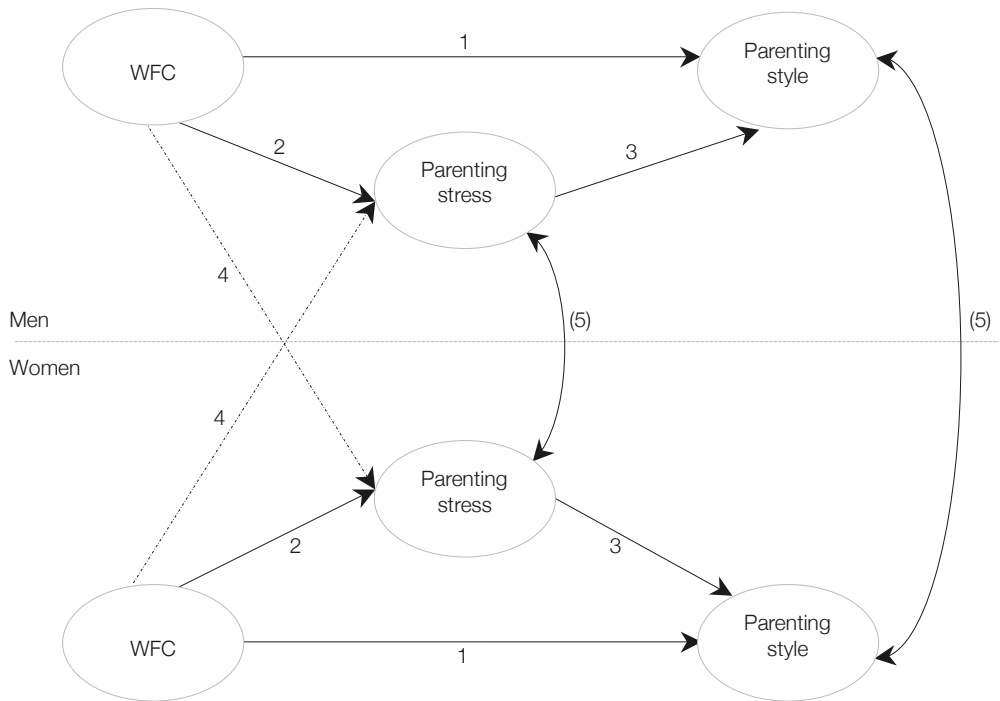 1
WFC
Parenting
style
2
Parenting
stress
3
4
Men
(5)
(5)
Women
4
Parenting
stress
2
3
WFC
Parenting
style
1